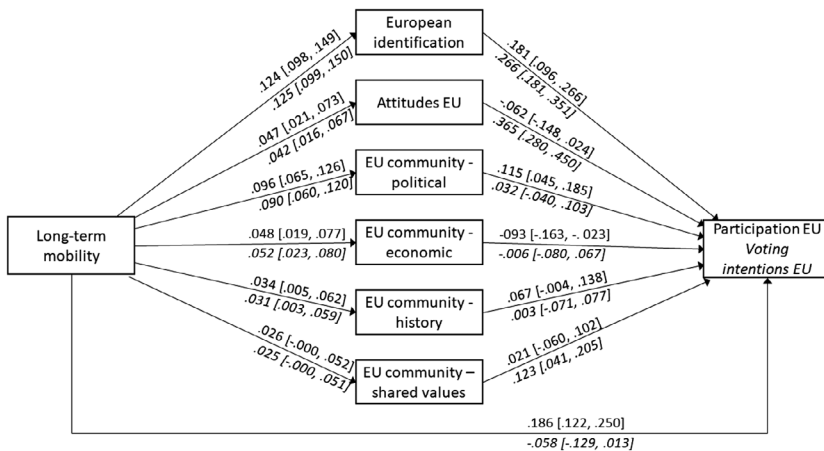 European
identification
.124 [.098, .149]
.125 [.099, .150]
.181 [.096, .266]
.266 [.181, .351]
Attitudes EU
.047 [.021, .073]
.042 [.016, .067]
-.062 [-.148, .024]
.365 [.280, .450]
EU community -
political
.096 [.065, .126]
.090 [.060, .120]
.115 [.045, .185]
.032 [-.040, .103]
Long-term
mobility
.048 [.019, .077]
.052 [.023, .080]
EU community -
economic
-093 [-.163, -. 023]
-.006 [-.080, .067]
Participation EU
Voting
intentions EU
.034 [.005, .062]
.031 [.003, .059]
EU community -
history
.067 [-.004, .138]
.003 [-.071, .077]
.026 [-.000, .052]
.025 [-.000, .051]
EU community –
shared values
.021 [-.060, .102]
.123 [.041, .205]
.186 [.122, .250]
-.058 [-.129, .013]